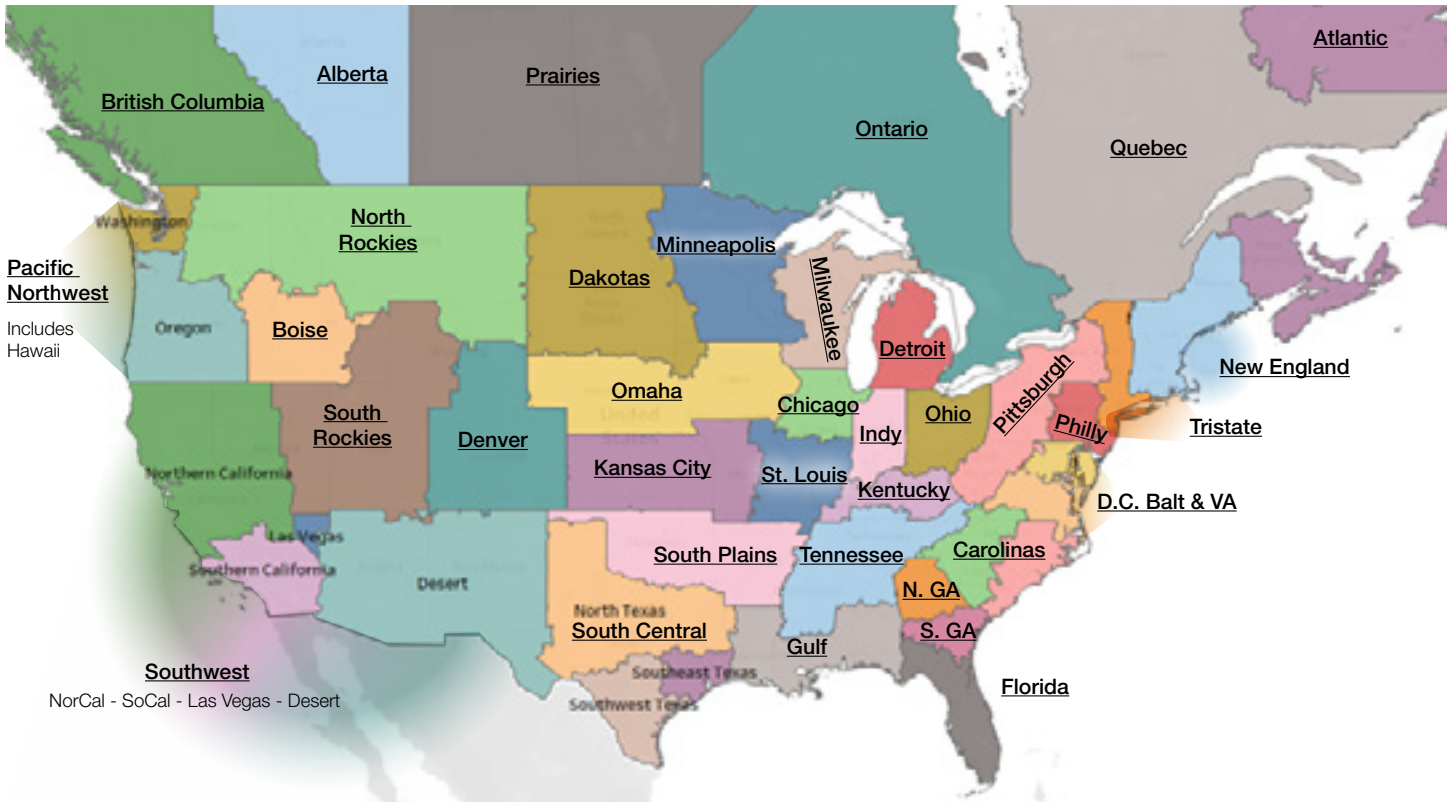 Atlantic
Alberta
Prairies
British Columbia
Ontario
Quebec
Washington
North
Rockies
Minneapolis
Pacific
Northwest
Includes
Hawaii
Dakotas
Milwaukee
Oregon
Boise
Detroit
New England
Omaha
United
States
Chicago
Ohio
Pittsburgh
South
Rockies
Denver
Indy
Philly
Tristate
Northern California
Kansas City
St. Louis
Kentucky
D.C. Balt & VA
Las Vegas
Southern California
Desert
South Plains
Tennessee
Carolinas
N. GA
North Texas
South Central
S. GA
Gulf
Southwest
NorCal - SoCal - Las Vegas - Desert
Southeast Texas
Southwest Texas
Florida